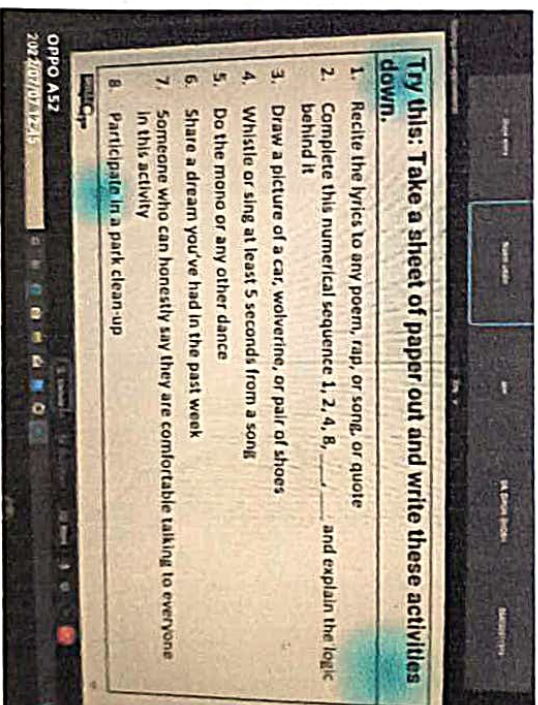 Try this: Take a sheet of paper out and write these activities
down.
1. Recite the lyrics to any poem, rap, or song, or quote
2. Complete this numerical sequence 1, 2, 4, 8, ___, ___ and explain the logic
behind it
3. Draw a picture of a car, wolverine, or pair of shoes
4. Whistle or sing at least 5 seconds from a song
5. Do the mono or any other dance
6. Share a dream you've had in the past week
7. Someone who can honestly say they are comfortable talking to everyone
in this activity
8. Participate in a park clean-up
OPPO A52